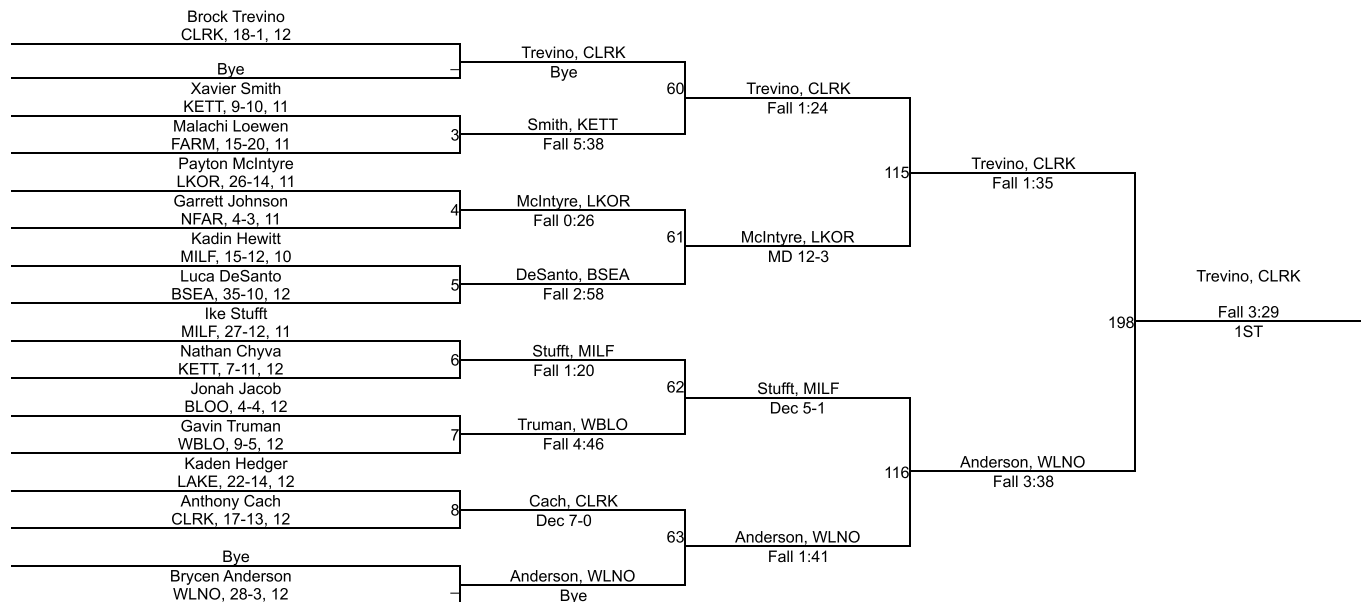 Brock Trevino
CLRK, 18-1, 12
Bye
Xavier Smith
KETT, 9-10, 11
Malachi Loewen
FARM, 15-20, 11
Payton McIntyre
LKOR, 26-14, 11
Garrett Johnson
NFAR, 4-3, 11
Kadin Hewitt
MILF, 15-12, 10
Luca DeSanto
BSEA, 35-10, 12
Ike Stufft
MILF, 27-12, 11
Nathan Chyva
KETT, 7-11, 12
Jonah Jacob
BLOO, 4-4, 12
Gavin Truman
WBLO, 9-5, 12
Kaden Hedger
LAKE, 22-14, 12
Anthony Cach
CLRK, 17-13, 12
Bye
Brycen Anderson
WLNO, 28-3, 12
–
3
4
5
6
7
8
–
Trevino, CLRK
Bye
Smith, KETT
Fall 5:38
McIntyre, LKOR
Fall 0:26
DeSanto, BSEA
Fall 2:58
Stufft, MILF
Fall 1:20
Truman, WBLO
Fall 4:46
Cach, CLRK
Dec 7-0
Anderson, WLNO
Bye
60
61
62
63
Trevino, CLRK
Fall 1:24
McIntyre, LKOR
MD 12-3
Stufft, MILF
Dec 5-1
Anderson, WLNO
Fall 1:41
115
116
Trevino, CLRK
Fall 1:35
Anderson, WLNO
Fall 3:38
198
Trevino, CLRK
Fall 3:29
1ST